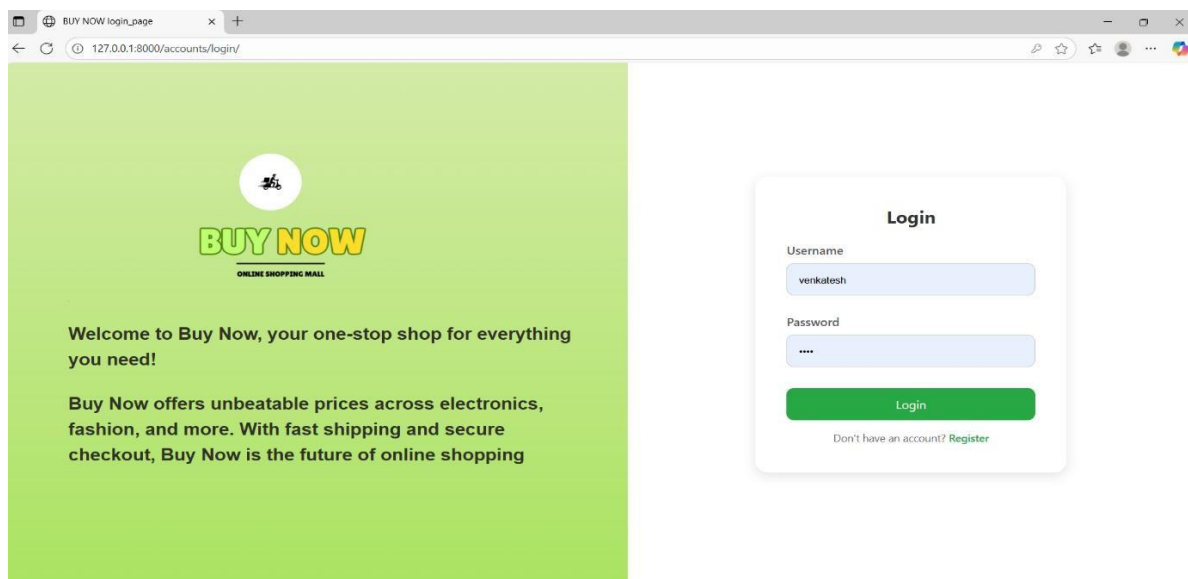 BUY NOW login_page
127.0.0.1:8000/accounts/login/
BUY NOW
ONLINE SHOPPING MALL
Welcome to Buy Now, your one-stop shop for everything
you need!
Buy Now offers unbeatable prices across electronics,
fashion, and more. With fast shipping and secure
checkout, Buy Now is the future of online shopping
Login
Username
venkatesh
Password
••••
Login
Don't have an account? Register